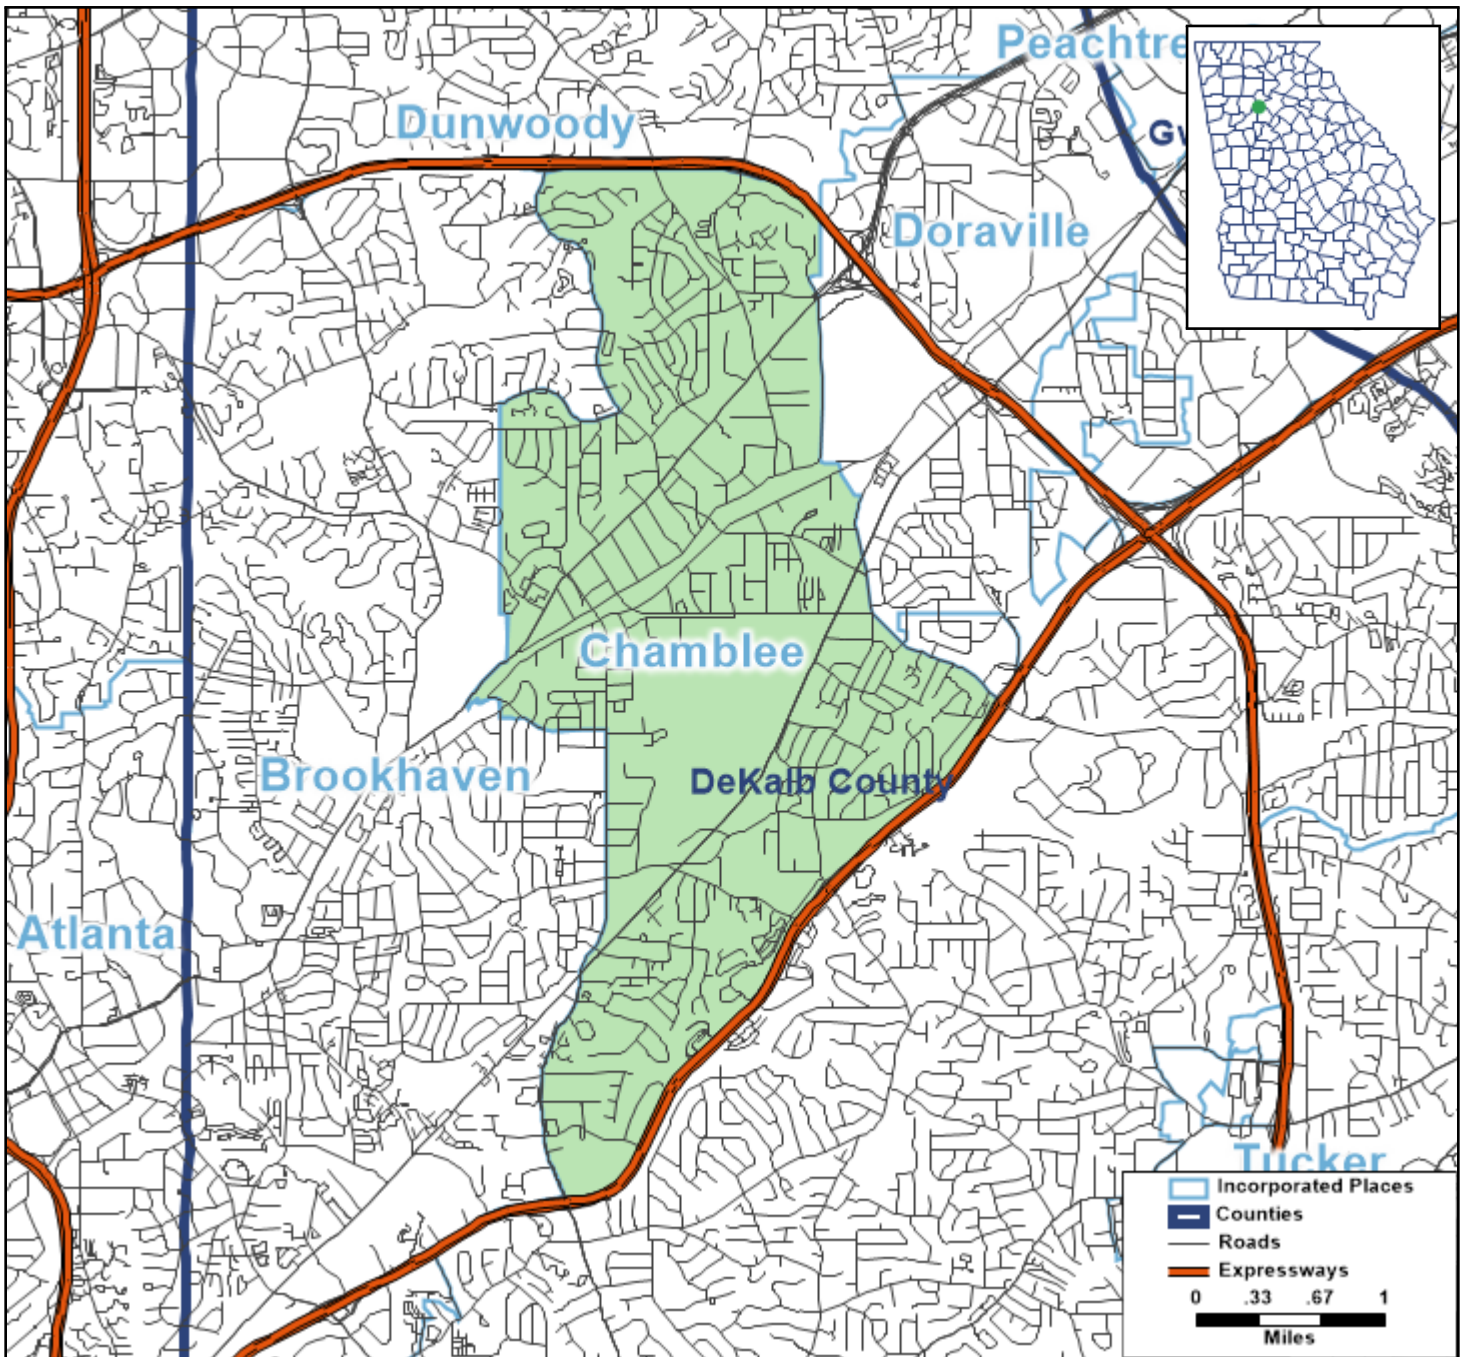 Peachtre
Dunwoody
Gw
Doraville
Chamblee
Brookhaven
DeKalb County
Atlanta
Tucker
Incorporated Places
Counties
Roads
Expressways
0 .33 .67 1
Miles